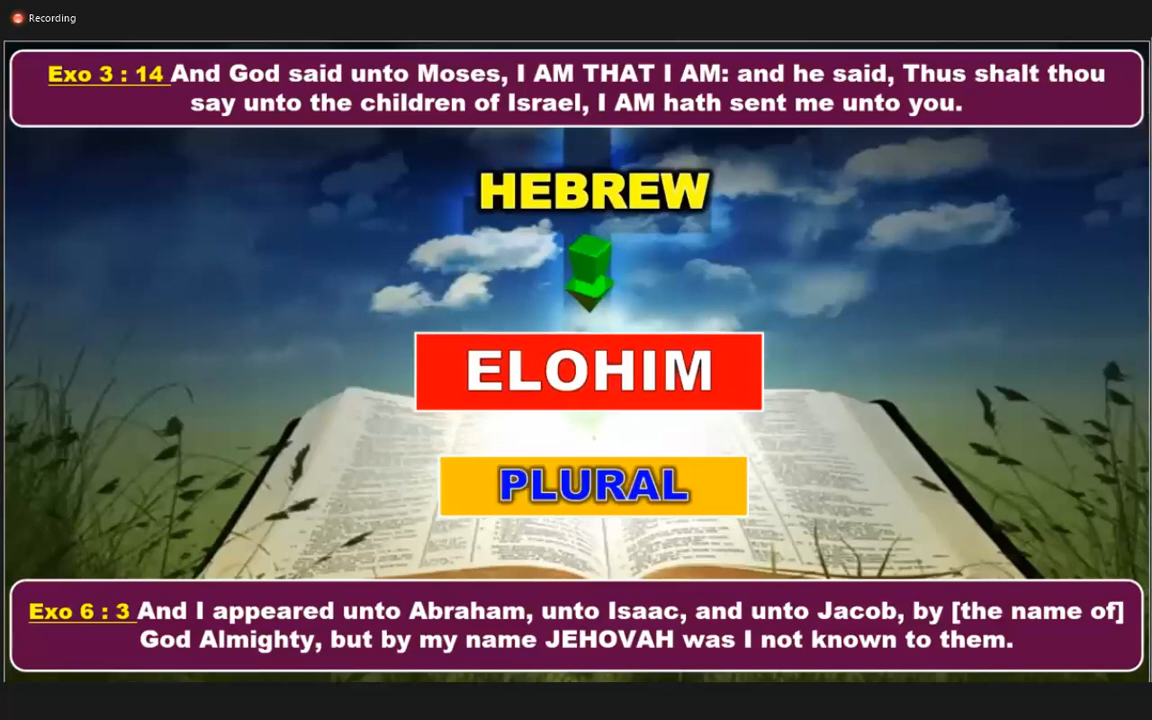 Recording
Exo 3 : 14 And God said unto Moses, I AM THAT I AM: and he said, Thus shalt thou
say unto the children of Israel, I AM hath sent me unto you.
HEBREW
ELOHIM
PLURAL
Exo 6 : 3 And I appeared unto Abraham, unto Isaac, and unto Jacob, by [the name of]
God Almighty, but by my name JEHOVAH was I not known to them.